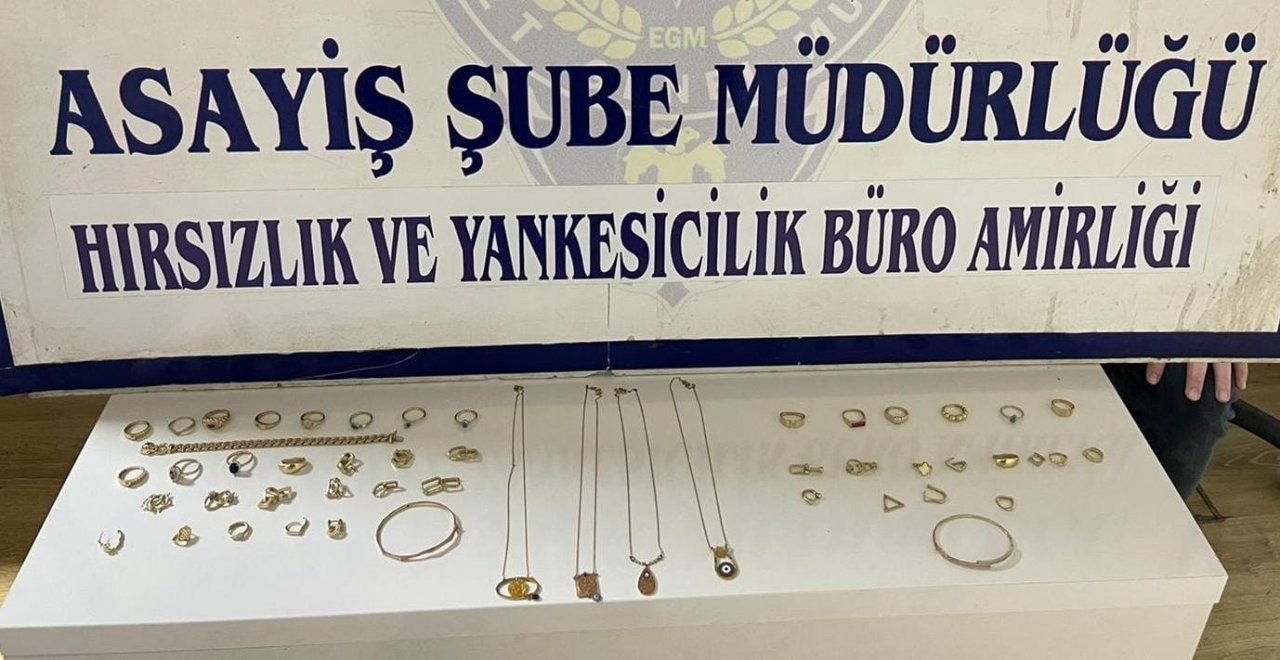 EGM
ASAYİŞ ŞUBE MÜDÜRLÜĞÜ
HIRSIZLIK VE YANKESİCİLİK BÜRO AMİRLİĞİ